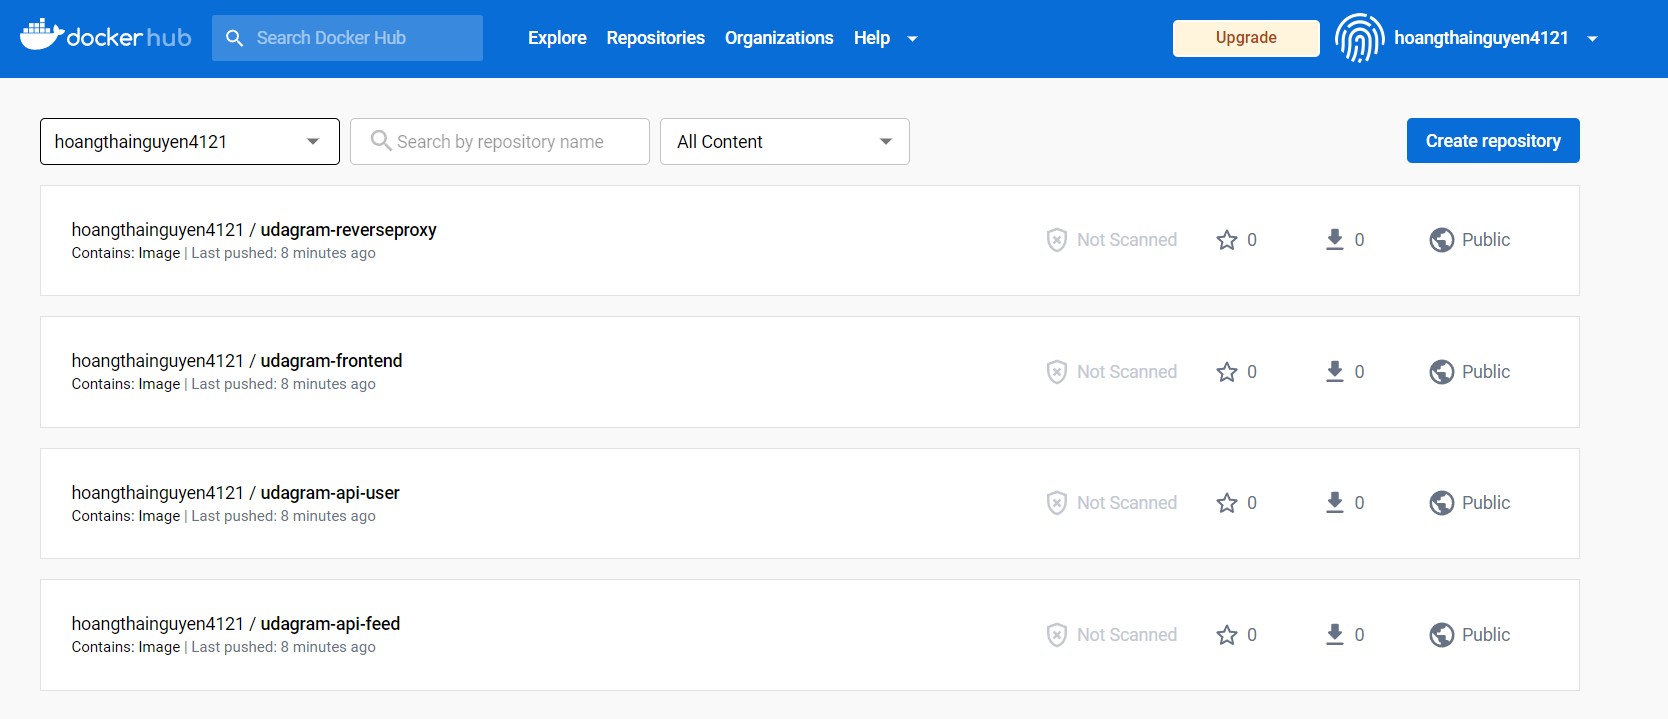 docker hub
Search Docker Hub
Explore Repositories Organizations Help
Upgrade
hoangthainguyen4121
hoangthainguyen4121
Search by repository name
All Content
Create repository
hoangthainguyen4121 / udagram-reverseproxy
Contains: Image | Last pushed: 8 minutes ago
Not Scanned 0 0 Public
hoangthainguyen4121 / udagram-frontend
Contains: Image | Last pushed: 8 minutes ago
Not Scanned 0 0 Public
hoangthainguyen4121 / udagram-api-user
Contains: Image | Last pushed: 8 minutes ago
Not Scanned 0 0 Public
hoangthainguyen4121 / udagram-api-feed
Contains: Image | Last pushed: 8 minutes ago
Not Scanned 0 0 Public